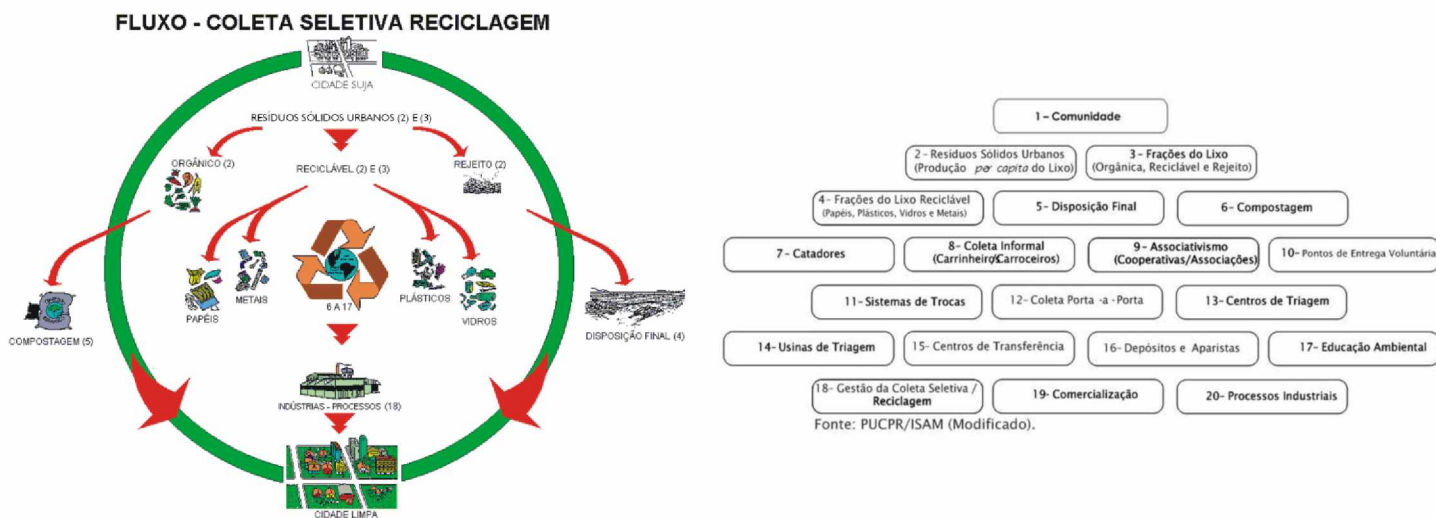 FLUXO - COLETA SELETIVA RECICLAGEM
CIDADE SUJA
RESÍDUOS SÓLIDOS URBANOS (2) E (3)
ORGÂNICO (2)
RECICLÁVEL (2) E (3)
REJEITO (2)
PAPÉIS
METAIS
6 A 17
PLÁSTICOS
VIDROS
COMPOSTAGEM (5)
DISPOSIÇÃO FINAL (4)
INDÚSTRIAS - PROCESSOS (18)
CIDADE LIMPA
1 - Comunidade
2 - Resíduos Sólidos Urbanos
(Produção per capita do Lixo)
3 - Frações do Lixo
(Orgânica, Reciclável e Rejeito)
4 - Frações do Lixo Reciclável
(Papéis, Plásticos, Vidros e Metais)
5 - Disposição Final
6 - Compostagem
7 - Catadores
8 - Coleta Informal
(Carrinheiro/Carroceiros)
9 - Associativismo
(Cooperativas/Associações)
10 - Pontos de Entrega Voluntária
11 - Sistemas de Trocas
12 - Coleta Porta -a -Porta
13 - Centros de Triagem
14 - Usinas de Triagem
15 - Centros de Transferência
16 - Depósitos e Aparistas
17 - Educação Ambiental
18 - Gestão da Coleta Seletiva /
Reciclagem
19 - Comercialização
20 - Processos Industriais
Fonte: PUCPR/ISAM (Modificado).